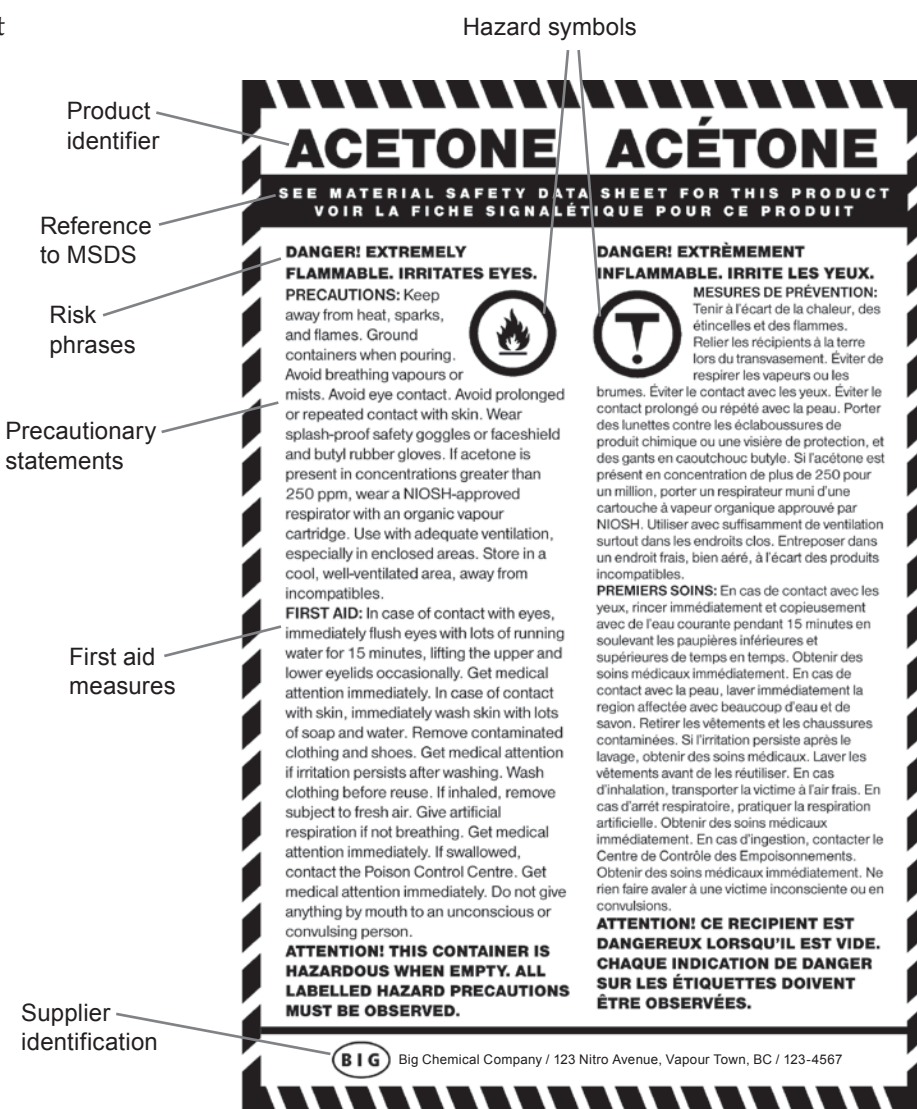 t
Hazard symbols
Product
identifier
ACETONE
ACÉTONE
SEE MATERIAL SAFETY DATA SHEET FOR THIS PRODUCT
VOIR LA FICHE SIGNALÉTIQUE POUR CE PRODUIT
Reference
to MSDS
Risk
phrases
Precautionary
statements
First aid
measures
Supplier
identification
DANGER! EXTREMELY
FLAMMABLE. IRRITATES EYES.
PRECAUTIONS: Keep
away from heat, sparks,
and flames. Ground
containers when pouring.
Avoid breathing vapours or
mists. Avoid eye contact. Avoid prolonged
or repeated contact with skin. Wear
splash-proof safety goggles or faceshield
and butyl rubber gloves. If acetone is
present in concentrations greater than
250 ppm, wear a NIOSH-approved
respirator with an organic vapour
cartridge. Use with adequate ventilation,
especially in enclosed areas. Store in a
cool, well-ventilated area, away from
incompatibles.
FIRST AID: In case of contact with eyes,
immediately flush eyes with lots of running
water for 15 minutes, lifting the upper and
lower eyelids occasionally. Get medical
attention immediately. In case of contact
with skin, immediately wash skin with lots
of soap and water. Remove contaminated
clothing and shoes. Get medical attention
if irritation persists after washing. Wash
clothing before reuse. If inhaled, remove
subject to fresh air. Give artificial
respiration if not breathing. Get medical
attention immediately. If swallowed,
contact the Poison Control Centre. Get
medical attention immediately. Do not give
anything by mouth to an unconscious or
convulsing person.
ATTENTION! THIS CONTAINER IS
HAZARDOUS WHEN EMPTY. ALL
LABELLED HAZARD PRECAUTIONS
MUST BE OBSERVED.
DANGER! EXTRÈMEMENT
INFLAMMABLE. IRRITE LES YEUX.
MESURES DE PRÉVENTION:
Tenir à l'écart de la chaleur, des
étincelles et des flammes.
Relier les récipients à la terre
lors du transvasement. Éviter de
respirer les vapeurs ou les
brumes. Éviter le contact avec les yeux. Éviter le
contact prolongé ou répété avec la peau. Porter
des lunettes contre les éclaboussures de
produit chimique ou une visière de protection, et
des gants en caoutchouc butyle. Si l'acétone est
présent en concentration de plus de 250 pour
un million, porter un respirateur muni d'une
cartouche à vapeur organique approuvé par
NIOSH. Utiliser avec suffisamment de ventilation
surtout dans les endroits clos. Entreposer dans
un endroit frais, bien aéré, à l'écart des produits
incompatibles.
PREMIERS SOINS: En cas de contact avec les
yeux, rincer immédiatement et copieusement
avec de l'eau courante pendant 15 minutes en
soulevant les paupières inférieures et
supérieures de temps en temps. Obtenir des
soins médicaux immédiatement. En cas de
contact avec la peau, laver immédiatement la
region affectée avec beaucoup d'eau et de
savon. Retirer les vêtements et les chaussures
contaminées. Si l'irritation persiste après le
lavage, obtenir des soins médicaux. Laver les
vêtements avant de les réutiliser. En cas
d'inhalation, transporter la victime à l'air frais. En
cas d'arrêt respiratoire, pratiquer la respiration
artificielle. Obtenir des soins médicaux
immédiatement. En cas d'ingestion, contacter le
Centre de Contrôle des Empoisonnements.
Obtenir des soins médicaux immédiatement. Ne
rien faire avaler à une victime inconsciente ou en
convulsions.
ATTENTION! CE RECIPIENT EST
DANGEREUX LORSQU'IL EST VIDE.
CHAQUE INDICATION DE DANGER
SUR LES ÉTIQUETTES DOIVENT
ÊTRE OBSERVÉES.
BIG Big Chemical Company / 123 Nitro Avenue, Vapour Town, BC / 123-4567